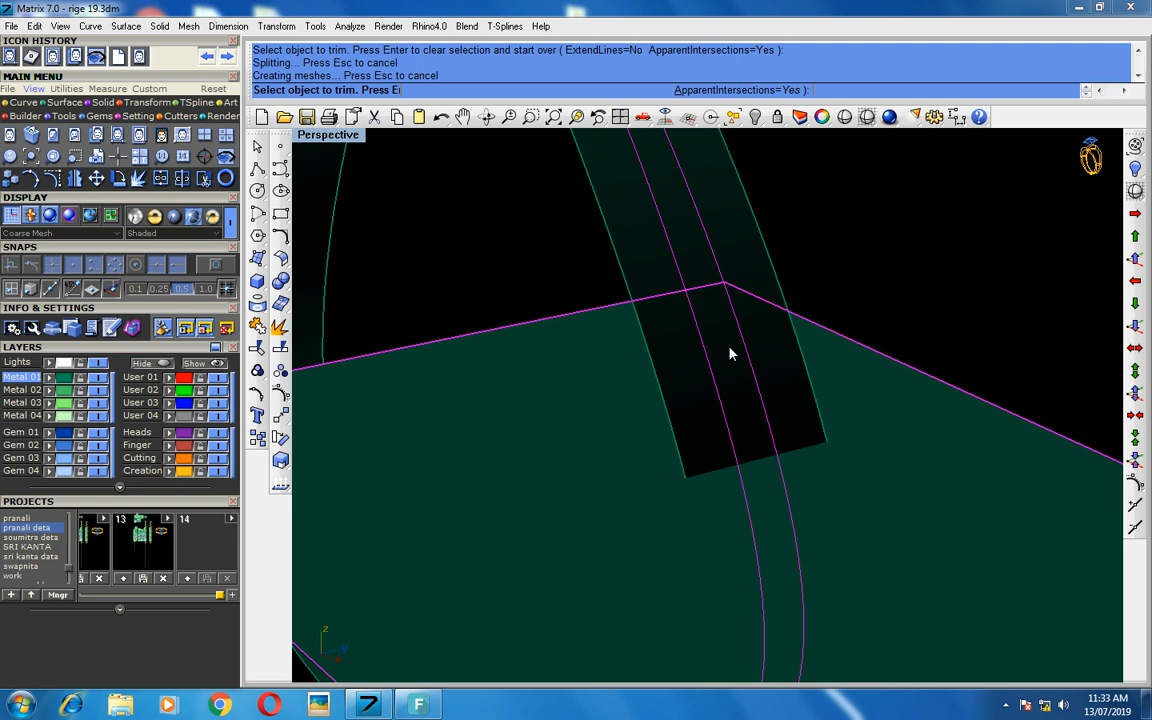 Matrix 7.0 - rige 19.3dm
File Edit View Curve Surface Solid Mesh Dimension Transform Tools Analyze Render Rhino4.0 Blend T-Splines Help
ICON HISTORY
MAIN MENU
File View Utilities Measure Custom
Curve Surface Solid Transform TSpline Art
Builder Tools Gems Setting Cutters Render
DISPLAY
Coarse Mesh Shaded
SNAPS
0.1 0.25 0.5 1.0
INFO & SETTINGS
LAYERS
Lights Hide Show
Metal 01 User 01
Metal 02 User 02
Metal 03 User 03
Metal 04 User 04
Gem 01 Heads
Gem 02 Finger
Gem 03 Cutting
Gem 04 Creation
PROJECTS
pranali
pranali deta
soumitra deta
SRI KANTA
sri kanta data
swapnita
work
13 14
Mngr
Select object to trim. Press Enter to clear selection and start over ( ExtendLines=No ApparentIntersections=Yes ):
Splitting... Press Esc to cancel
Creating meshes... Press Esc to cancel
Select object to trim. Press E
ApparentIntersections=Yes ):
Perspective
z
11:33 AM
13/07/2019